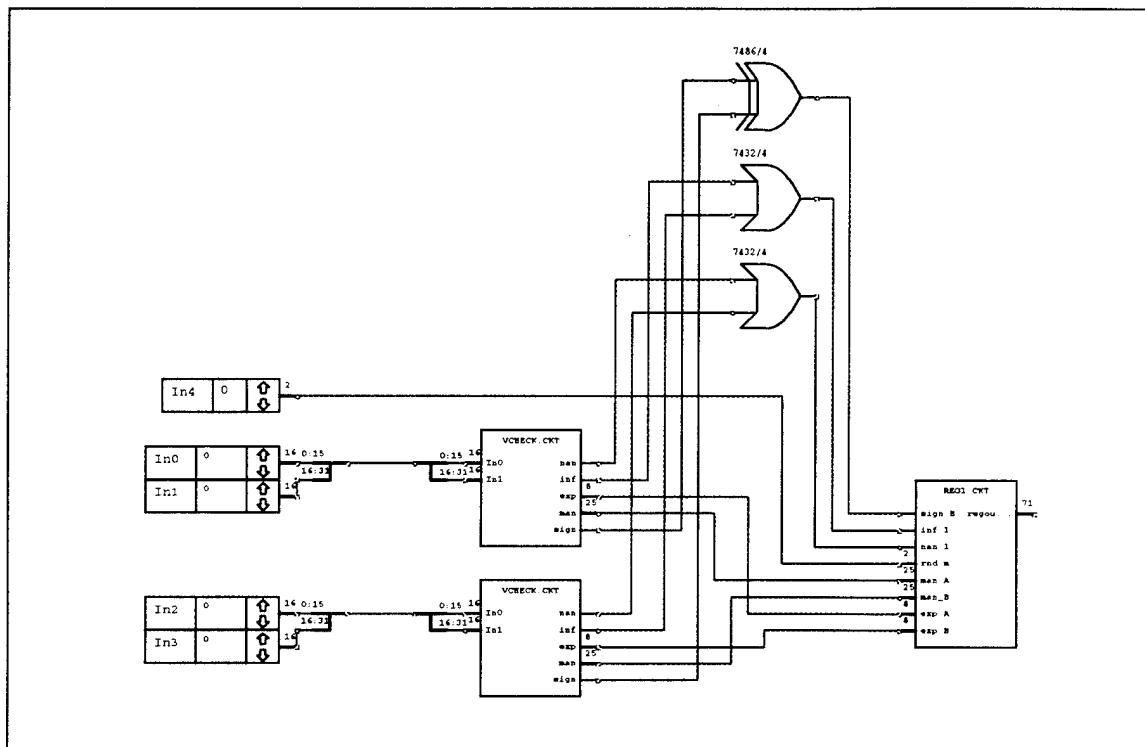 7486/4
7432/4
7432/4
In4 0 2
In0 0 16 0:15
In1 0 16 16:31
0:15 16
16:31 16
VCHECK.CKT
In0 nan
In1 inf
8 exp
25 man
sign
In2 0 16 0:15
In3 0 16 16:31
0:15 16
16:31 16
VCHECK.CKT
In0 nan
In1 inf
8 exp
25 man
sign
REG1 CKT
sign B regou... 71
inf 1
nan 1
2 rnd m
25 man A
25 man_B
8 exp A
8 exp B